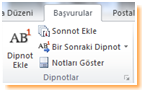 a Düzeni Başvurular Postal
AB¹ Dipnot Ekle
Sonnot Ekle
Bir Sonraki Dipnot
Notları Göster
Dipnotlar